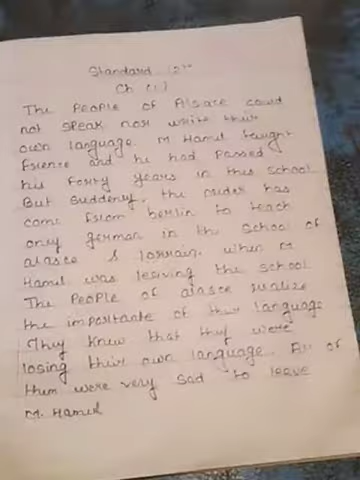 Standard 12th
Ch (1)
The People of Alsace could
not speak nor write their
own language. M Hamel taught
French and he had Passed
his Forty years in this school.
But suddenly, the order has
come from berlin to teach
only german in the school of
alasce & lorrain. when M
Hamel was leaving the school
The People of alasce realize
the importante of their language
They knew that they were
losing their own language. All of
them were very sad to leave
M. Hamel